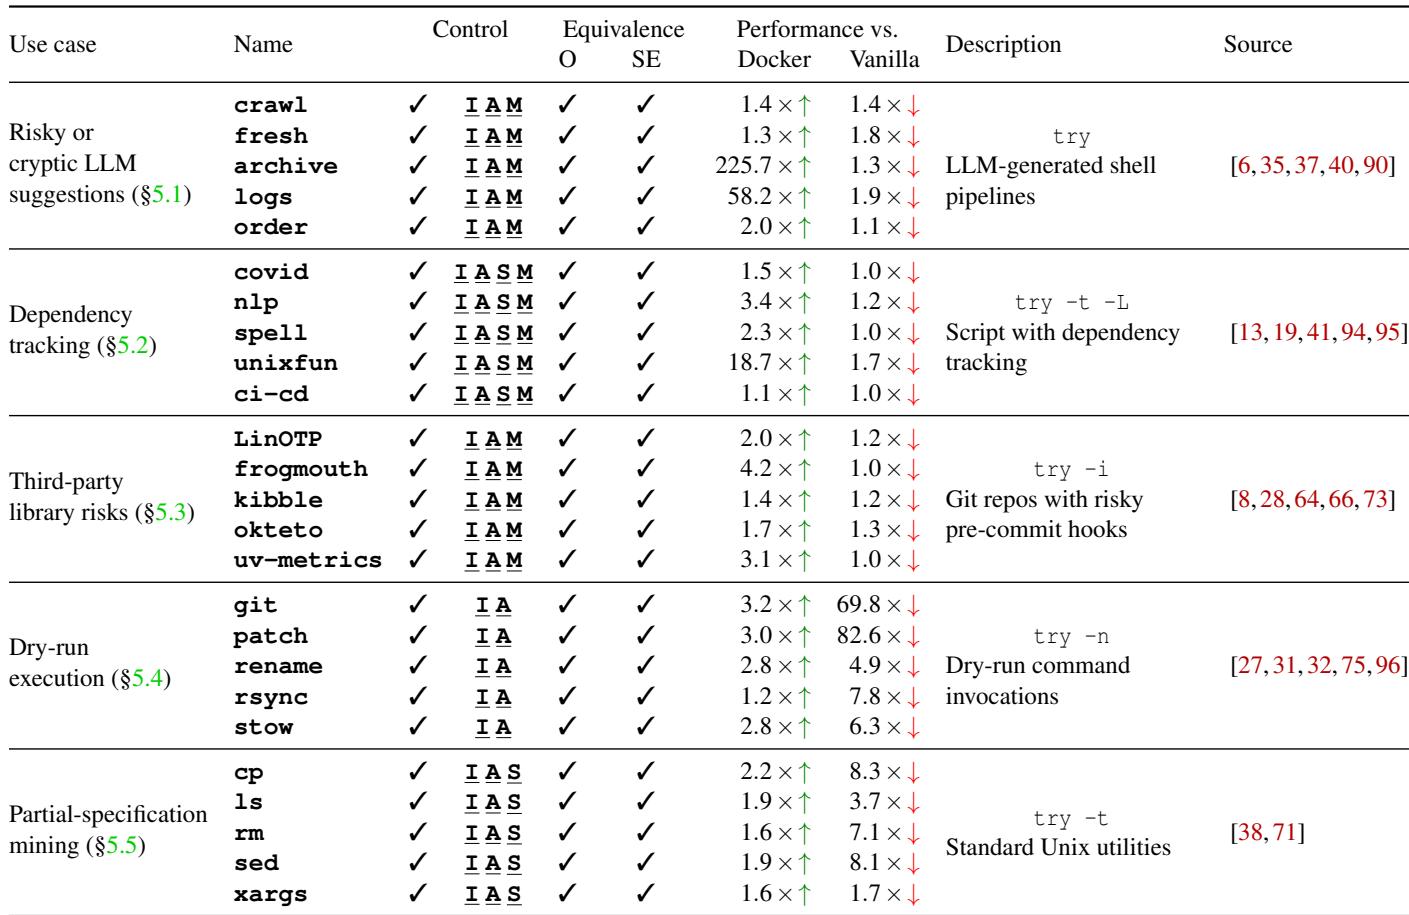 Use case Name Control Equivalence Performance vs. Description Source
O SE Docker Vanilla
Risky or cryptic LLM suggestions (§5.1)
crawl ✓ I A M ✓ ✓ 1.4 × ↑ 1.4 × ↓
fresh ✓ I A M ✓ ✓ 1.3 × ↑ 1.8 × ↓
archive ✓ I A M ✓ ✓ 225.7 × ↑ 1.3 × ↓
logs ✓ I A M ✓ ✓ 58.2 × ↑ 1.9 × ↓
order ✓ I A M ✓ ✓ 2.0 × ↑ 1.1 × ↓
try
LLM-generated shell
pipelines
[6, 35, 37, 40, 90]
Dependency
tracking (§5.2)
covid ✓ I A S M ✓ ✓ 1.5 × ↑ 1.0 × ↓
nlp ✓ I A S M ✓ ✓ 3.4 × ↑ 1.2 × ↓
spell ✓ I A S M ✓ ✓ 2.3 × ↑ 1.0 × ↓
unixfun ✓ I A S M ✓ ✓ 18.7 × ↑ 1.7 × ↓
ci-cd ✓ I A S M ✓ ✓ 1.1 × ↑ 1.0 × ↓
try -t -L
Script with dependency
tracking
[13, 19, 41, 94, 95]
Third-party
library risks (§5.3)
LinOTP ✓ I A M ✓ ✓ 2.0 × ↑ 1.2 × ↓
frogmouth ✓ I A M ✓ ✓ 4.2 × ↑ 1.0 × ↓
kibble ✓ I A M ✓ ✓ 1.4 × ↑ 1.2 × ↓
okteto ✓ I A M ✓ ✓ 1.7 × ↑ 1.3 × ↓
uv-metrics ✓ I A M ✓ ✓ 3.1 × ↑ 1.0 × ↓
try -i
Git repos with risky
pre-commit hooks
[8, 28, 64, 66, 73]
Dry-run
execution (§5.4)
git ✓ I A ✓ ✓ 3.2 × ↑ 69.8 × ↓
patch ✓ I A ✓ ✓ 3.0 × ↑ 82.6 × ↓
rename ✓ I A ✓ ✓ 2.8 × ↑ 4.9 × ↓
rsync ✓ I A ✓ ✓ 1.2 × ↑ 7.8 × ↓
stow ✓ I A ✓ ✓ 2.8 × ↑ 6.3 × ↓
try -n
Dry-run command
invocations
[27, 31, 32, 75, 96]
Partial-specification
mining (§5.5)
cp ✓ I A S ✓ ✓ 2.2 × ↑ 8.3 × ↓
ls ✓ I A S ✓ ✓ 1.9 × ↑ 3.7 × ↓
rm ✓ I A S ✓ ✓ 1.6 × ↑ 7.1 × ↓
sed ✓ I A S ✓ ✓ 1.9 × ↑ 8.1 × ↓
xargs ✓ I A S ✓ ✓ 1.6 × ↑ 1.7 × ↓
try -t
Standard Unix utilities
[38, 71]